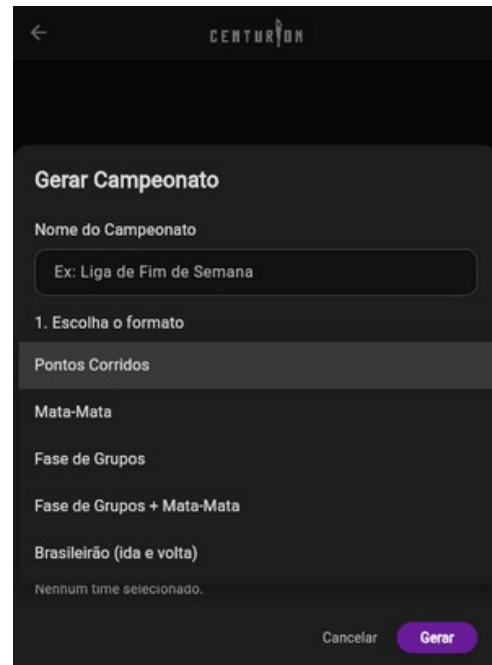 CENTURION
Gerar Campeonato
Nome do Campeonato
Ex: Liga de Fim de Semana
1. Escolha o formato
Pontos Corridos
Mata-Mata
Fase de Grupos
Fase de Grupos + Mata-Mata
Brasileirão (ida e volta)
Nenhum time selecionado.
Cancelar
Gerar